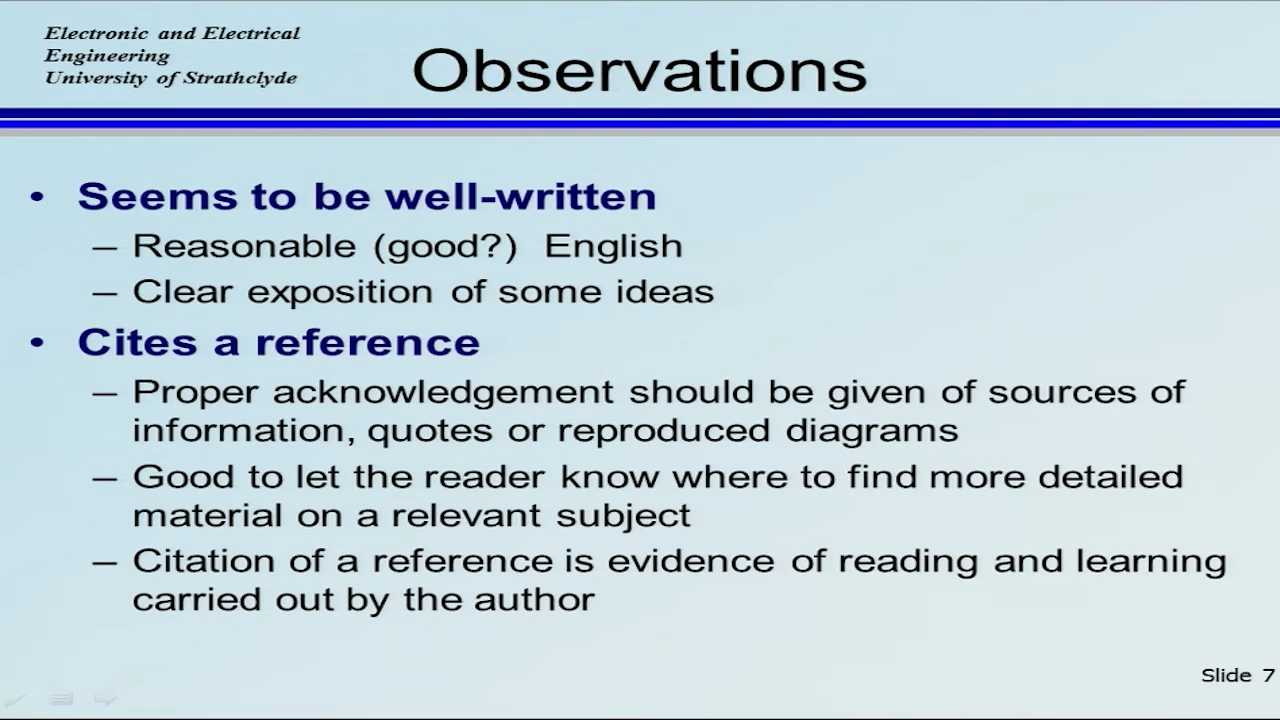 Electronic and Electrical
Engineering
University of Strathclyde
Observations
• Seems to be well-written
– Reasonable (good?) English
– Clear exposition of some ideas
• Cites a reference
– Proper acknowledgement should be given of sources of
information, quotes or reproduced diagrams
– Good to let the reader know where to find more detailed
material on a relevant subject
– Citation of a reference is evidence of reading and learning
carried out by the author
Slide 7